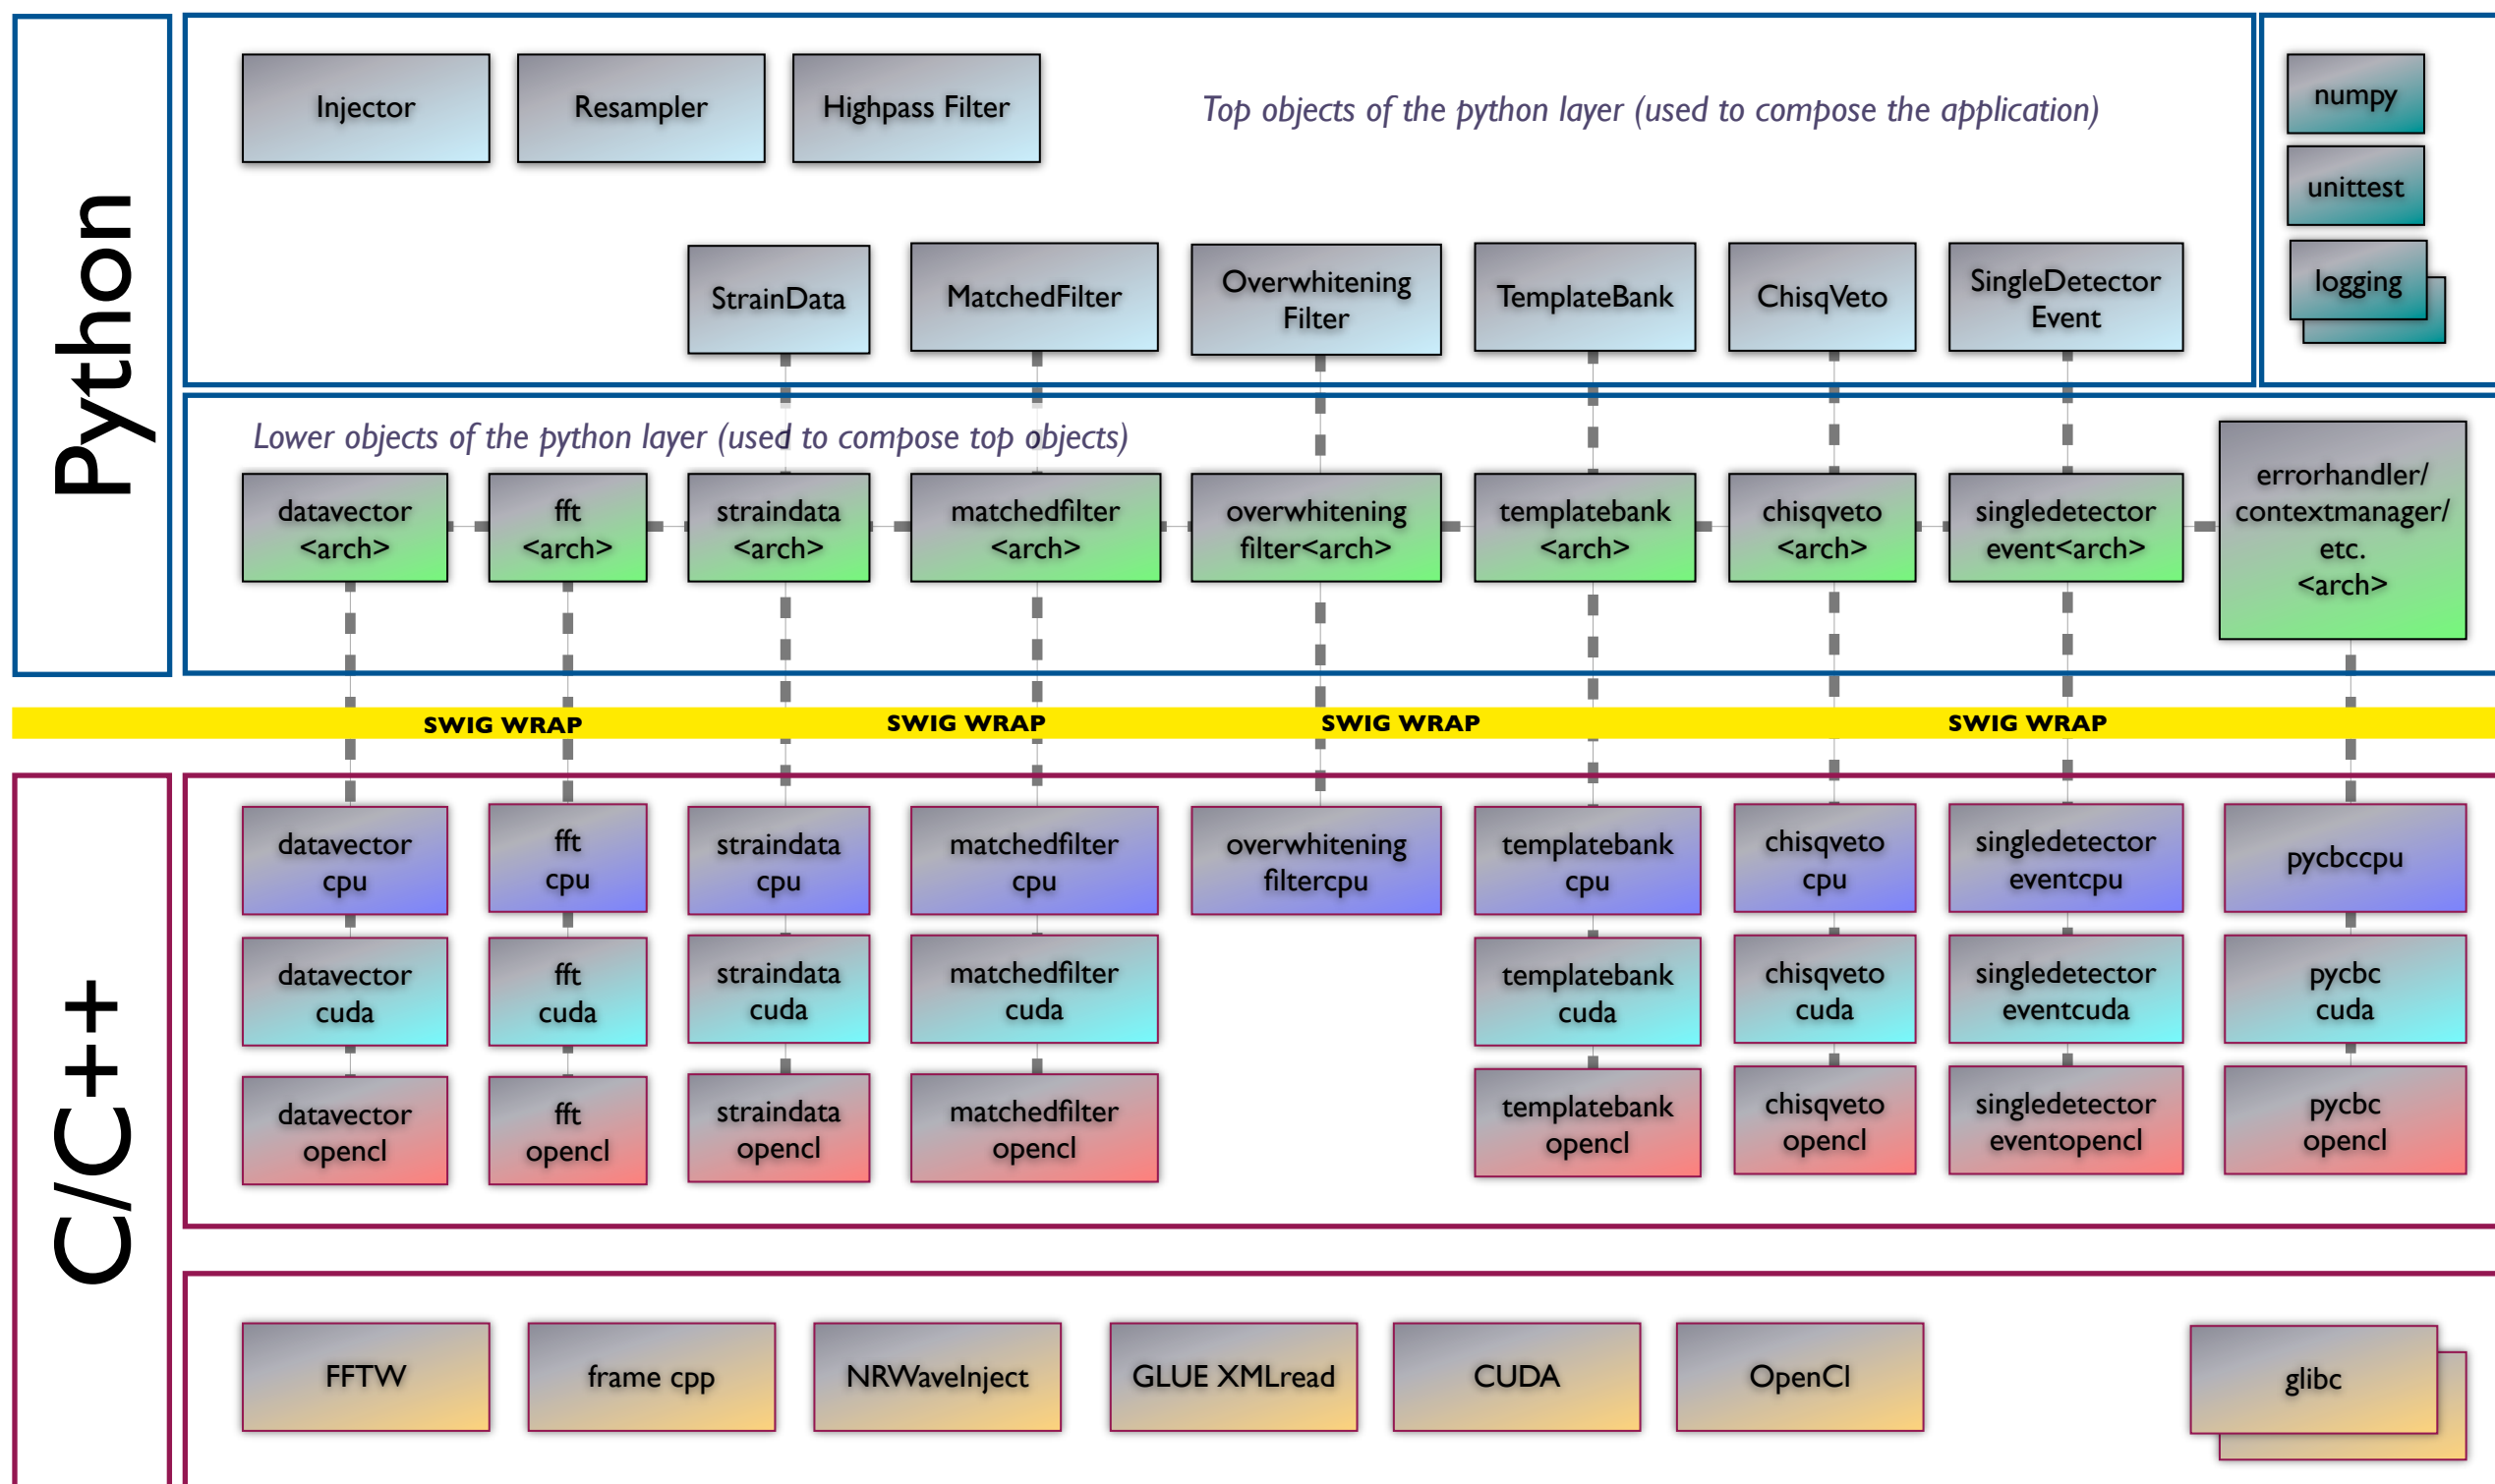 Python
Injector
Resampler
Highpass Filter
Top objects of the python layer (used to compose the application)
numpy
unittest
logging
StrainData
MatchedFilter
Overwhitening
Filter
TemplateBank
ChisqVeto
SingleDetector
Event
Lower objects of the python layer (used to compose top objects)
datavector
<arch>
fft
<arch>
straindata
<arch>
matchedfilter
<arch>
overwhitening
filter<arch>
templatebank
<arch>
chisqveto
<arch>
singledetector
event<arch>
errorhandler/
contextmanager/
etc.
<arch>
SWIG WRAP
SWIG WRAP
SWIG WRAP
SWIG WRAP
C/C++
datavector
cpu
fft
cpu
straindata
cpu
matchedfilter
cpu
overwhitening
filtercpu
templatebank
cpu
chisqveto
cpu
singledetector
eventcpu
pycbccpu
datavector
cuda
fft
cuda
straindata
cuda
matchedfilter
cuda
templatebank
cuda
chisqveto
cuda
singledetector
eventcuda
pycbc
cuda
datavector
opencl
fft
opencl
straindata
opencl
matchedfilter
opencl
templatebank
opencl
chisqveto
opencl
singledetector
eventopencl
pycbc
opencl
FFTW
frame cpp
NRWaveInject
GLUE XMLread
CUDA
OpenCl
glibc